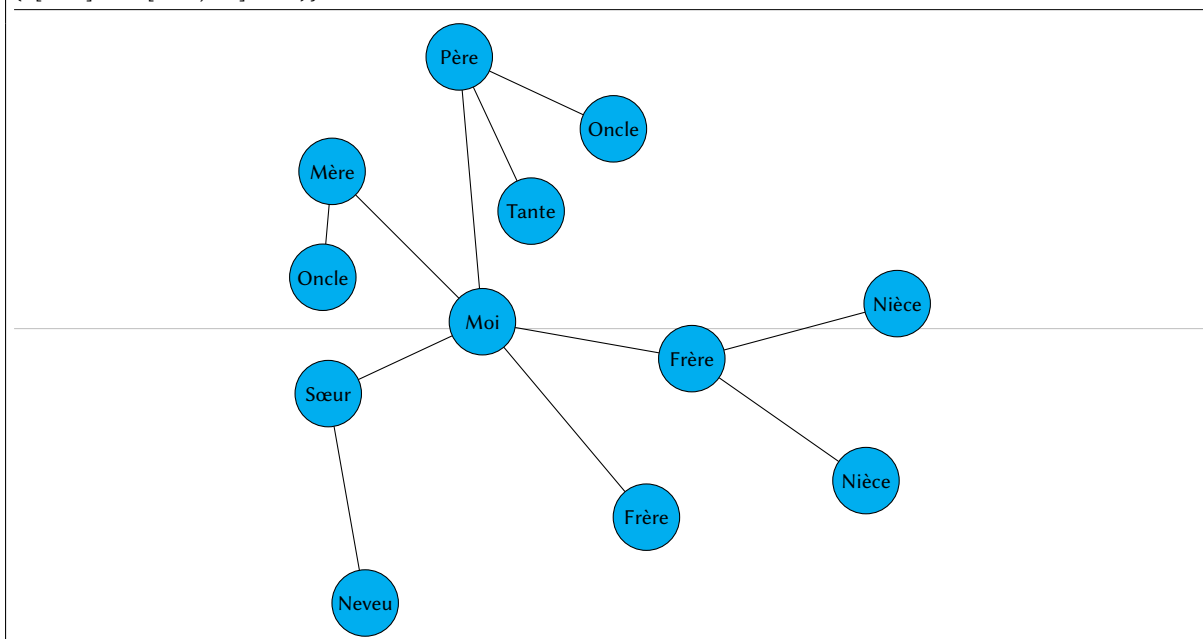 Père
Oncle
Mère
Tante
Oncle
Nièce
Moi
Frère
Sœur
Nièce
Frère
Neveu